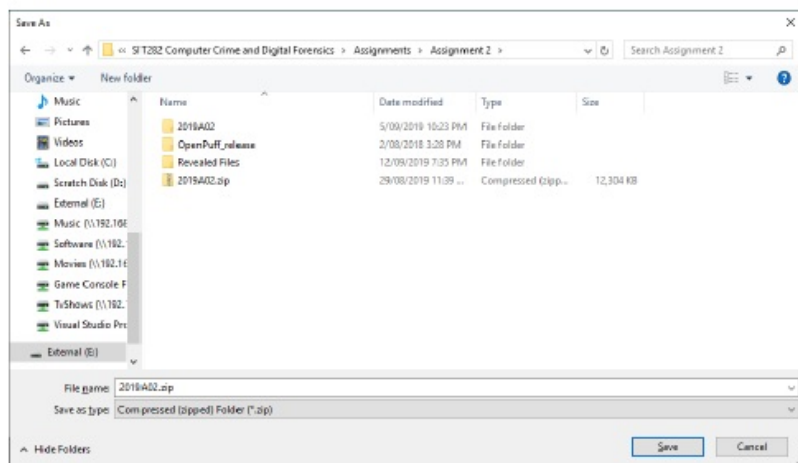 Save As
« SIT282 Computer Crime and Digital Forensics > Assignments > Assignment 2 >
Search Assignment 2
Organize
New folder
Name Date modified Type Size
2019A02 5/09/2019 10:23 PM File folder
OpenPuff_release 2/08/2018 3:28 PM File folder
Revealed Files 12/09/2019 7:35 PM File folder
2019A02.zip 29/08/2019 11:39 ... Compressed (zipp... 12,304 KB
Music
Pictures
Videos
Local Disk (C:)
Scratch Disk (D:)
External (E:)
Music (\\192.168
Software (\\192.
Movies (\\192.16
Game Console F
TvShows (\\192.
Visual Studio Pro
External (E:)
File name: 2019A02.zip
Save as type: Compressed (zipped) Folder (*.zip)
Hide Folders
Save
Cancel